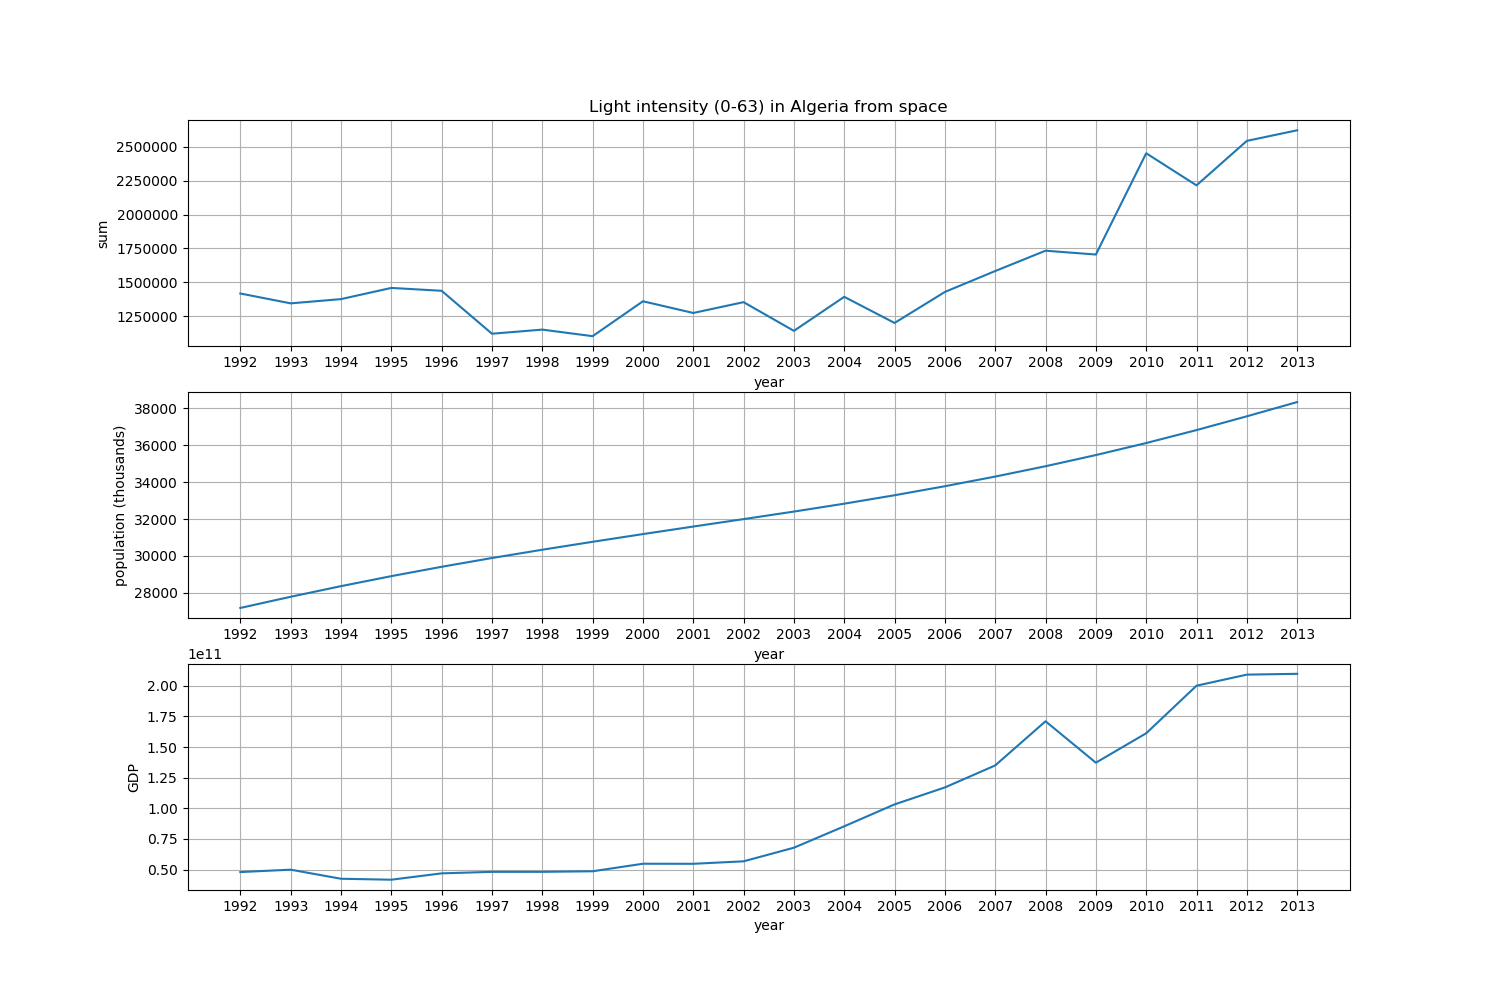 Light intensity (0-63) in Algeria from space
2500000
2250000
2000000
1750000
1500000
1250000
sum
1992 1993 1994 1995 1996 1997 1998 1999 2000 2001 2002 2003 2004 2005 2006 2007 2008 2009 2010 2011 2012 2013
year
38000
36000
34000
32000
30000
28000
population (thousands)
1992 1993 1994 1995 1996 1997 1998 1999 2000 2001 2002 2003 2004 2005 2006 2007 2008 2009 2010 2011 2012 2013
year
1e11
2.00
1.75
1.50
1.25
1.00
0.75
0.50
GDP
1992 1993 1994 1995 1996 1997 1998 1999 2000 2001 2002 2003 2004 2005 2006 2007 2008 2009 2010 2011 2012 2013
year